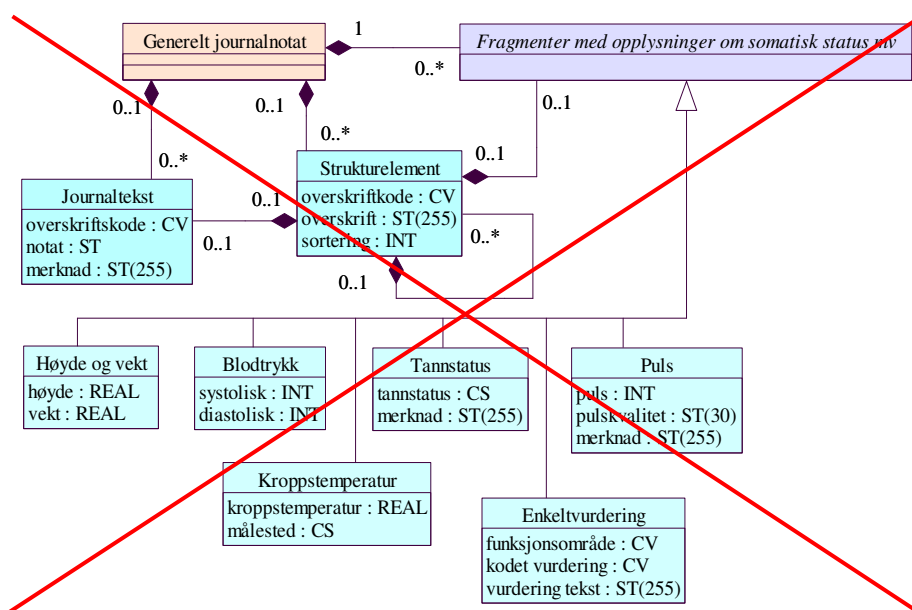 Generelt journalnotat
1
Fragmenter med opplysninger om somatisk status mv
0..*
0..1
0..1
0..1
0..*
0..*
0..1
Strukturelement
overskriftkode : CV
overskrift : ST(255)
sortering : INT
Journaltekst
overskriftskode : CV
notat : ST
merknad : ST(255)
0..1
0..1
0..*
0..1
Høyde og vekt
høyde : REAL
vekt : REAL
Blodtrykk
systolisk : INT
diastolisk : INT
Tannstatus
tannstatus : CS
merknad : ST(255)
Puls
puls : INT
pulskvalitet : ST(30)
merknad : ST(255)
Kroppstemperatur
kroppstemperatur : REAL
målested : CS
Enkeltvurdering
funksjonsområde : CV
kodet vurdering : CV
vurdering tekst : ST(255)